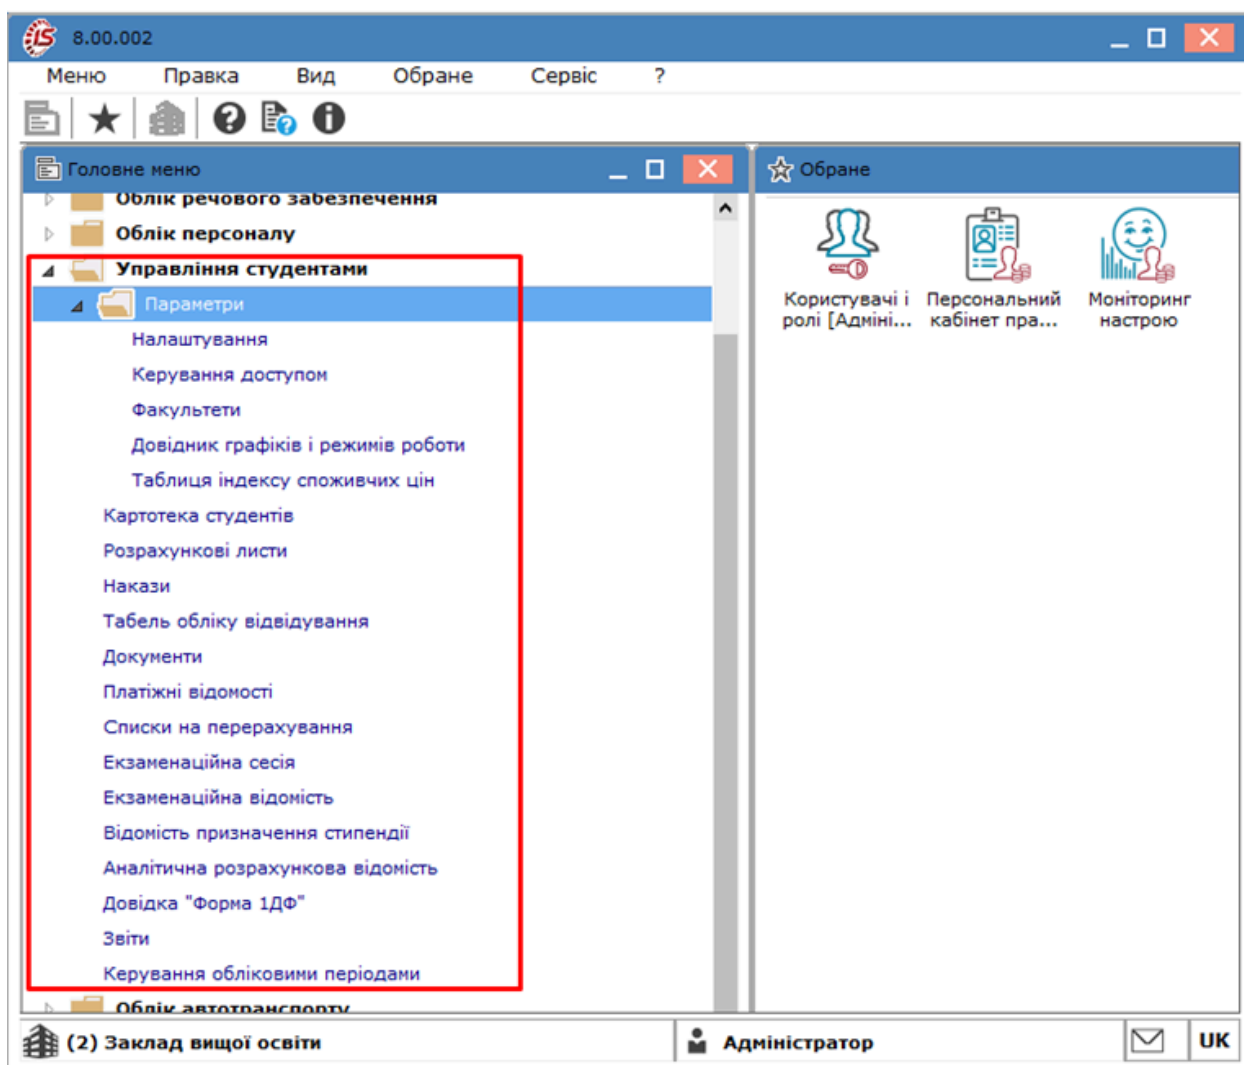 8.00.002
Меню Правка Вид Обране Сервіс ?
Головне меню
Облік речового забезпечення
Облік персоналу
Управління студентами
Параметри
Налаштування
Керування доступом
Факультети
Довідник графіків і режимів роботи
Таблиця індексу споживчих цін
Картотека студентів
Розрахункові листи
Накази
Табель обліку відвідування
Документи
Платіжні відомості
Списки на перерахування
Екзаменаційна сесія
Екзаменаційна відомість
Відомість призначення стипендії
Аналітична розрахункова відомість
Довідка "Форма 1ДФ"
Звіти
Керування обліковими періодами
Облік автотранспорту
Обране
Користувачі і
ролі [Адміні...
Персональний
кабінет пра...
Моніторинг
настрою
(2) Заклад вищої освіти
Адміністратор
UK